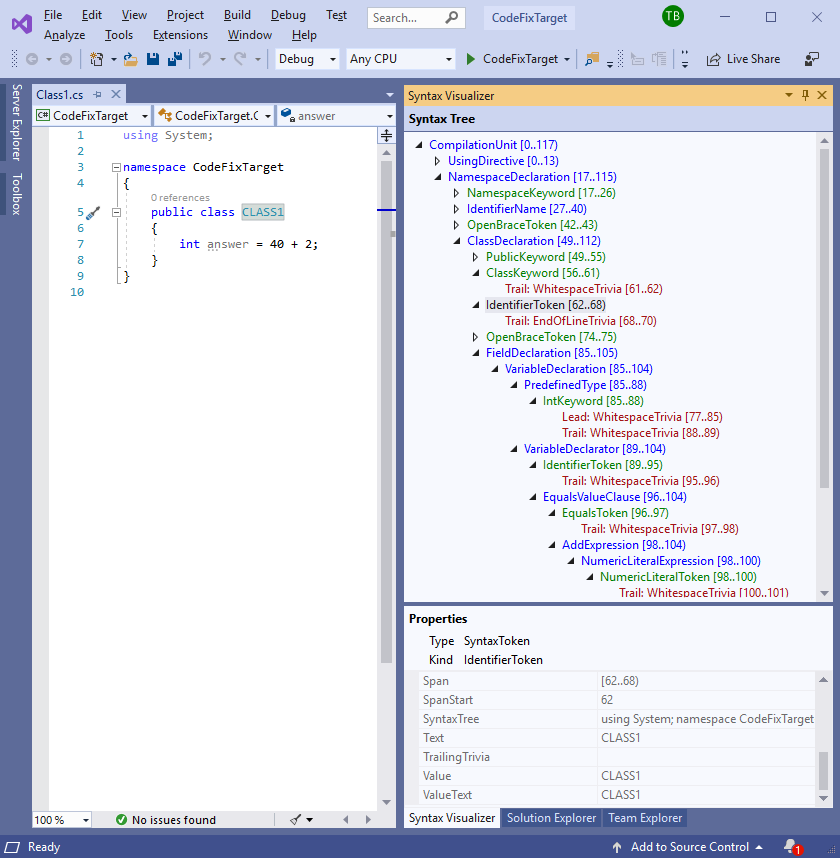 File Edit View Project Build Debug Test Search... CodeFixTarget TB
Analyze Tools Extensions Window Help
Debug Any CPU CodeFixTarget Live Share
Server Explorer
Toolbox
Class1.cs
CodeFixTarget CodeFixTarget.C answer
1 using System;
2
3 namespace CodeFixTarget
4 {
0 references
5 public class CLASS1
6 {
7 int answer = 40 + 2;
8 }
9 }
10
100 % No issues found
Syntax Visualizer
Syntax Tree
CompilationUnit [0..117)
UsingDirective [0..13)
NamespaceDeclaration [17..115)
NamespaceKeyword [17..26)
IdentifierName [27..40)
OpenBraceToken [42..43)
ClassDeclaration [49..112)
PublicKeyword [49..55)
ClassKeyword [56..61)
Trail: WhitespaceTrivia [61..62)
IdentifierToken [62..68)
Trail: EndOfLineTrivia [68..70)
OpenBraceToken [74..75)
FieldDeclaration [85..105)
VariableDeclaration [85..104)
PredefinedType [85..88)
IntKeyword [85..88)
Lead: WhitespaceTrivia [77..85)
Trail: WhitespaceTrivia [88..89)
VariableDeclarator [89..104)
IdentifierToken [89..95)
Trail: WhitespaceTrivia [95..96)
EqualsValueClause [96..104)
EqualsToken [96..97)
Trail: WhitespaceTrivia [97..98)
AddExpression [98..104)
NumericLiteralExpression [98..100)
NumericLiteralToken [98..100)
Trail: WhitespaceTrivia [100..101)
Properties
Type SyntaxToken
Kind IdentifierToken
Span [62..68)
SpanStart 62
SyntaxTree using System; namespace CodeFixTarget
Text CLASS1
TrailingTrivia
Value CLASS1
ValueText CLASS1
Syntax Visualizer Solution Explorer Team Explorer
Ready Add to Source Control 1